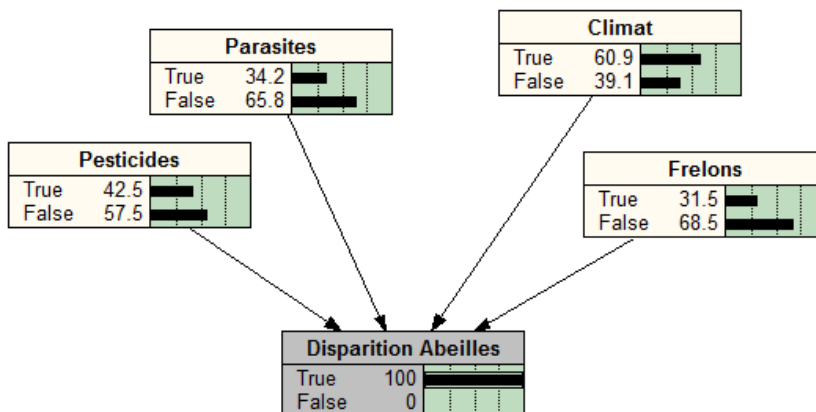 Parasites
True 34.2
False 65.8
Climat
True 60.9
False 39.1
Pesticides
True 42.5
False 57.5
Frelons
True 31.5
False 68.5
Disparition Abeilles
True 100
False 0